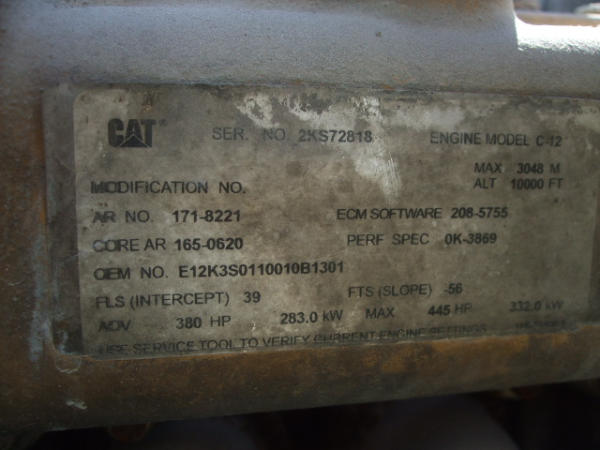 CAT SER. NO. 2KS72818 ENGINE MODEL C-12
MAX 3048 M
MODIFICATION NO. ALT 10000 FT
AR NO. 171-8221 ECM SOFTWARE 208-5755
CORE AR 165-0620 PERF SPEC 0K-3869
OEM NO. E12K3S0110010B1301
FLS (INTERCEPT) 39 FTS (SLOPE) -56
ADV 380 HP 283.0 kW MAX 445 HP 332.0 kW
USE SERVICE TOOL TO VERIFY CURRENT ENGINE SETTINGS